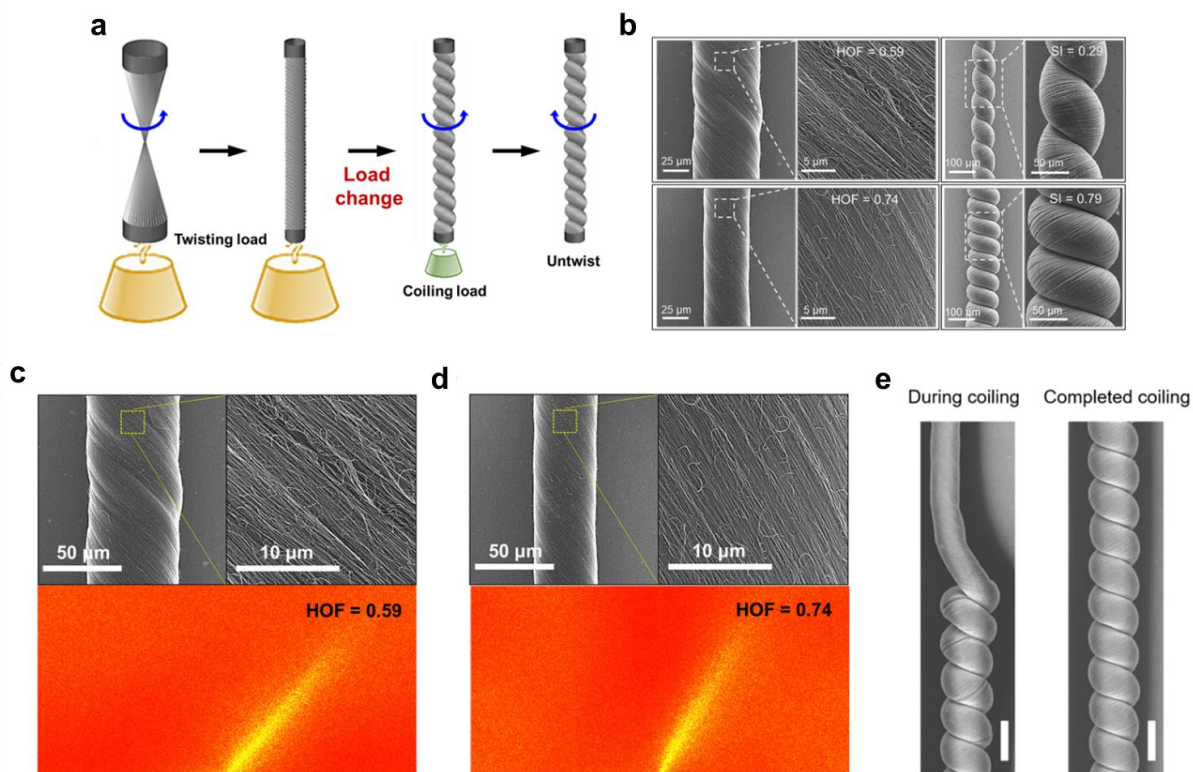 a
Twisting load
Load
change
Coiling load
Untwist
b
HOF = 0.59
25 µm
5 µm
SI = 0.29
100 µm
50 µm
HOF = 0.74
25 µm
5 µm
SI = 0.79
100 µm
50 µm
c
50 µm
10 µm
HOF = 0.59
d
50 µm
10 µm
HOF = 0.74
e
During coiling
Completed coiling